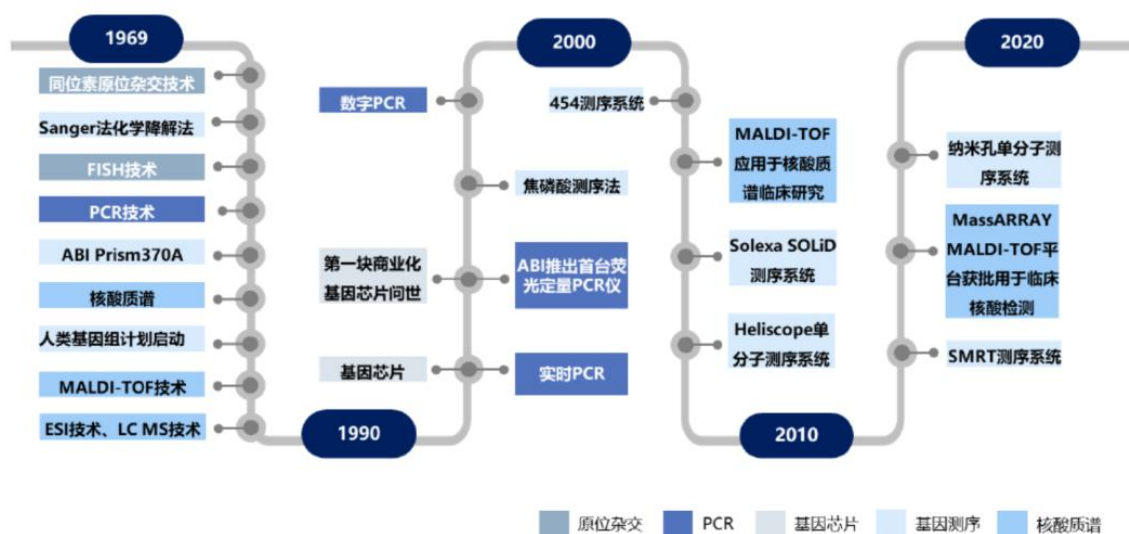 1969
同位素原位杂交技术
Sanger法化学降解法
FISH技术
PCR技术
ABI Prism370A
核酸质谱
人类基因组计划启动
MALDI-TOF技术
ESI技术、LC MS技术
1990
基因芯片
实时PCR
第一块商业化
基因芯片问世
ABI推出首台荧
光定量PCR仪
焦磷酸测序法
数字PCR
2000
454测序系统
MALDI-TOF
应用于核酸质
谱临床研究
Solexa SOLiD
测序系统
Heliscope单
分子测序系统
2010
SMRT测序系统
MassARRAY
MALDI-TOF平
台获批用于临床
核酸检测
纳米孔单分子测
序系统
2020
原位杂交
PCR
基因芯片
基因测序
核酸质谱